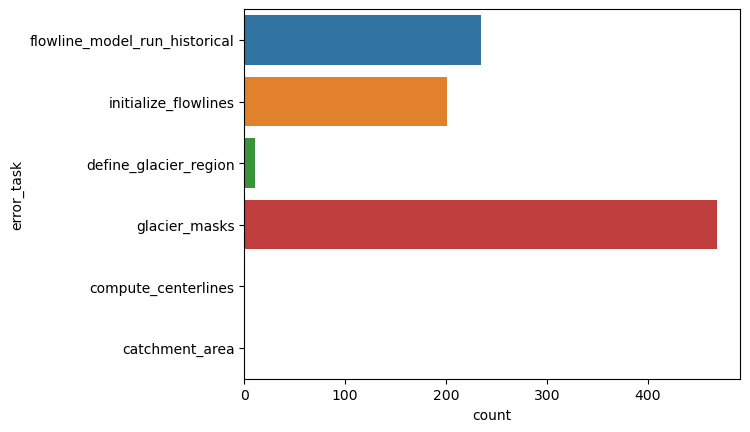 flowline_model_run_historical
initialize_flowlines
define_glacier_region
glacier_masks
compute_centerlines
catchment_area
error_task
0 100 200 300 400
count